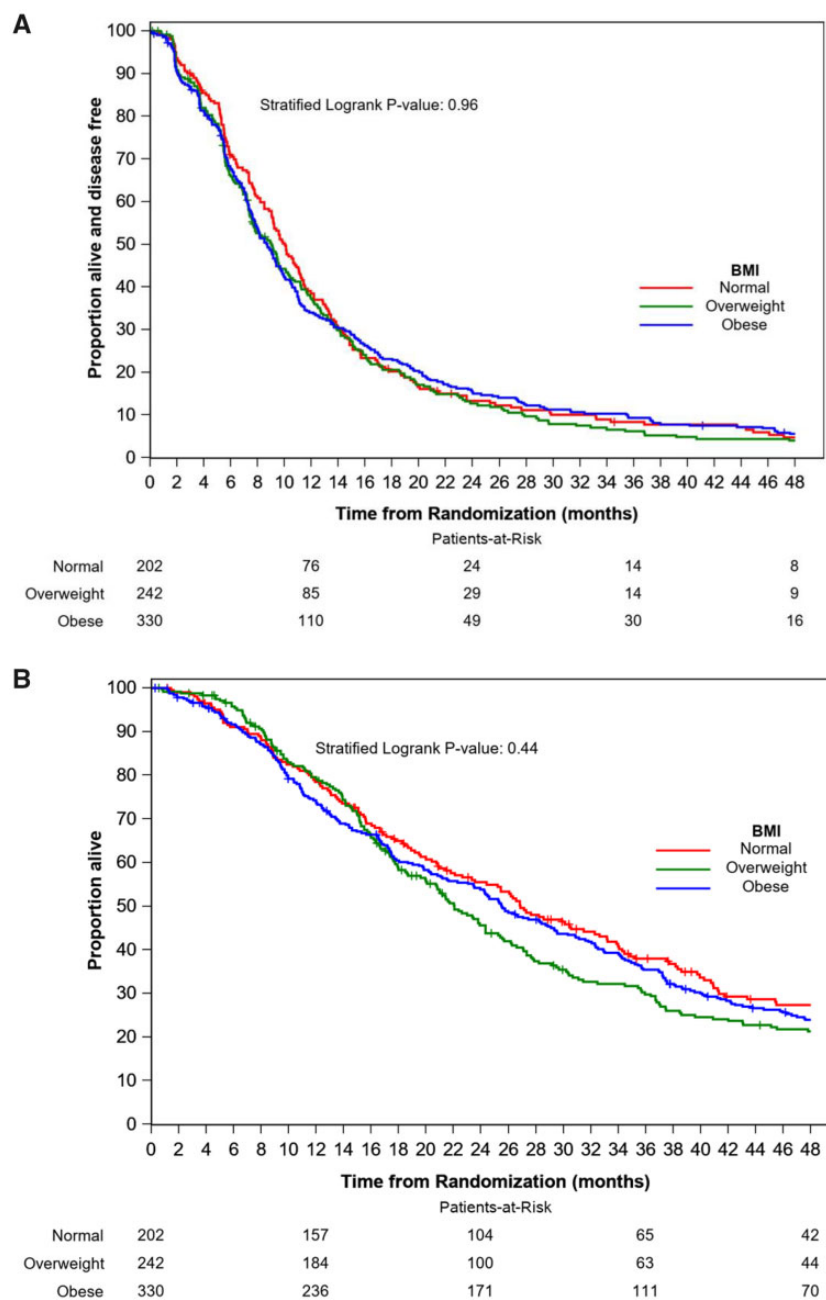 A
100
90
80
70
60
50
40
30
20
10
0
Proportion alive and disease free
Stratified Logrank P-value: 0.96
BMI
Normal
Overweight
Obese
0 2 4 6 8 10 12 14 16 18 20 22 24 26 28 30 32 34 36 38 40 42 44 46 48
Time from Randomization (months)
Patients-at-Risk
Normal 202 76 24 14 8
Overweight 242 85 29 14 9
Obese 330 110 49 30 16
B
100
90
80
70
60
50
40
30
20
10
0
Proportion alive
Stratified Logrank P-value: 0.44
BMI
Normal
Overweight
Obese
0 2 4 6 8 10 12 14 16 18 20 22 24 26 28 30 32 34 36 38 40 42 44 46 48
Time from Randomization (months)
Patients-at-Risk
Normal 202 157 104 65 42
Overweight 242 184 100 63 44
Obese 330 236 171 111 70